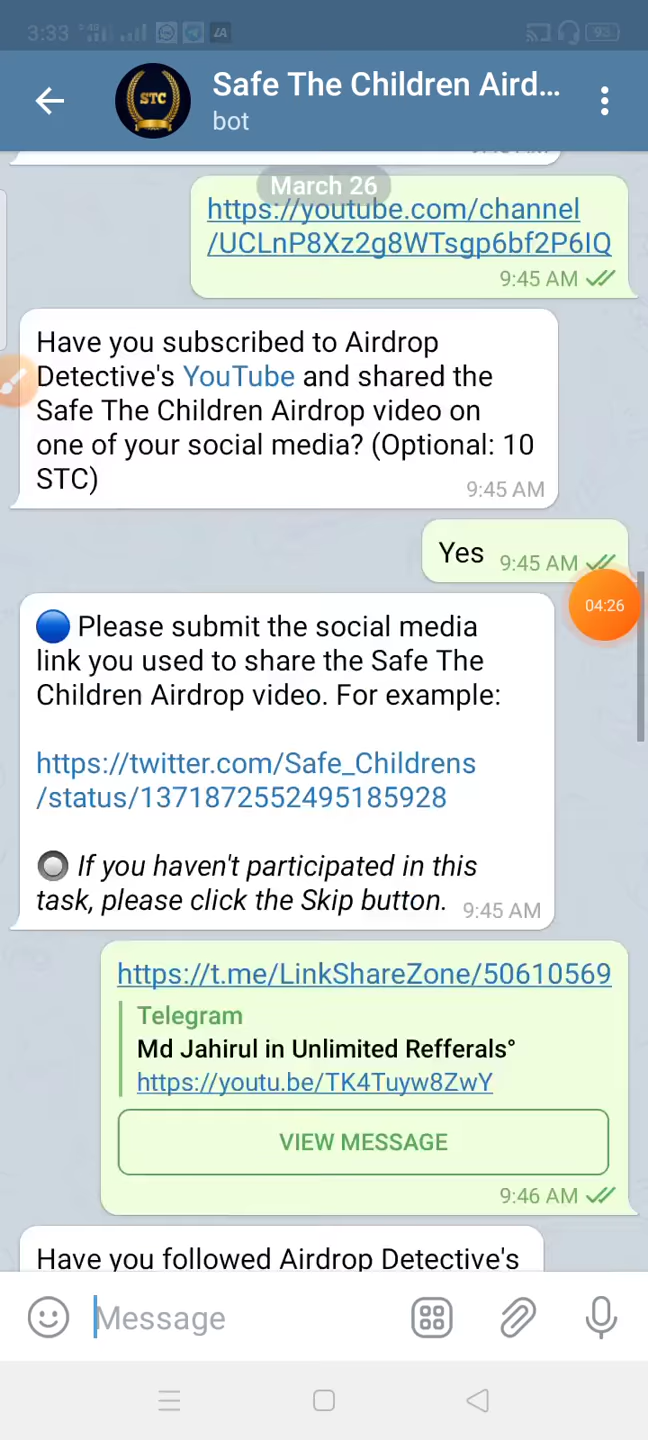 3:33
93
STC
Safe The Children Aird...
bot
March 26
https://youtube.com/channel
/UCLnP8Xz2g8WTsgp6bf2P6IQ
9:45 AM
Have you subscribed to Airdrop
Detective's YouTube and shared the
Safe The Children Airdrop video on
one of your social media? (Optional: 10
STC)
9:45 AM
Yes
9:45 AM
04:26
Please submit the social media
link you used to share the Safe The
Children Airdrop video. For example:
https://twitter.com/Safe_Childrens
/status/1371872552495185928
If you haven't participated in this
task, please click the Skip button.
9:45 AM
https://t.me/LinkShareZone/50610569
Telegram
Md Jahirul in Unlimited Refferals°
https://youtu.be/TK4Tuyw8ZwY
VIEW MESSAGE
9:46 AM
Have you followed Airdrop Detective's
Message